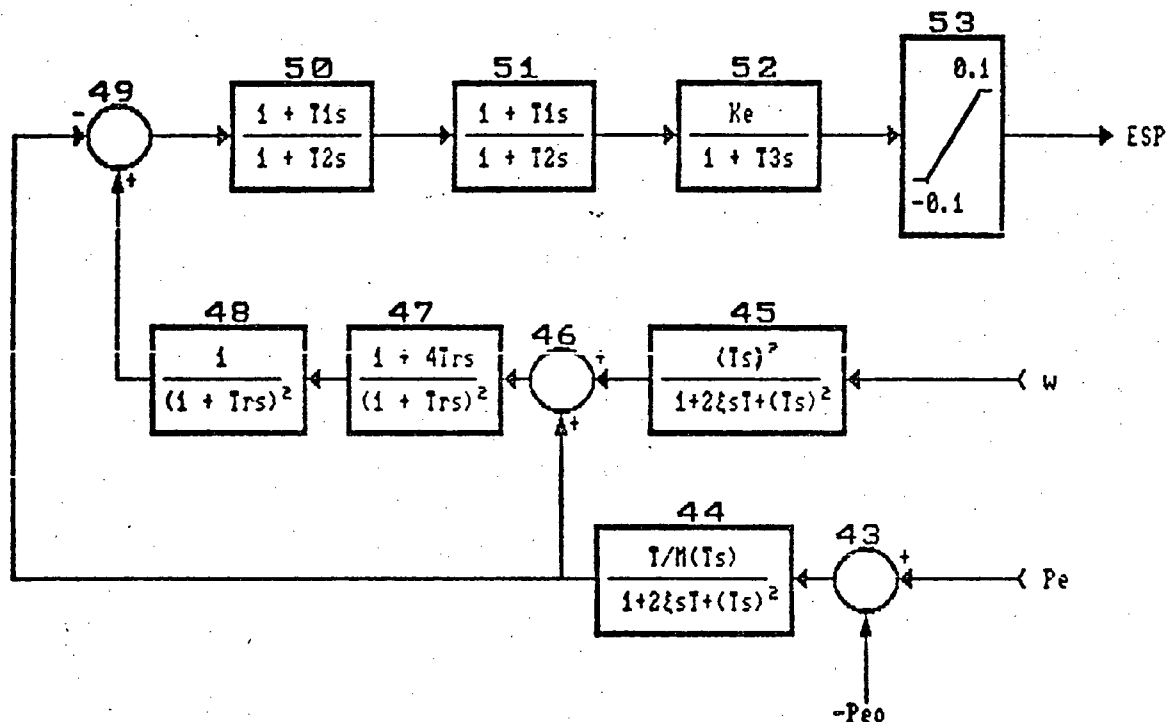 53
50
51
52
49
0.1
-
1 + T1s
1 + T2s
1 + T1s
1 + T2s
Ke
1 + T3s
-0.1
ESP
+
48
47
46
45
1
(1 + Trs)²
1 + 4Trs
(1 + Trs)²
+
(Ts)²
1+2ξsT+(Ts)²
W
+
44
43
T/M(Ts)
1+2ξsT+(Ts)²
+
Pe
-Peo